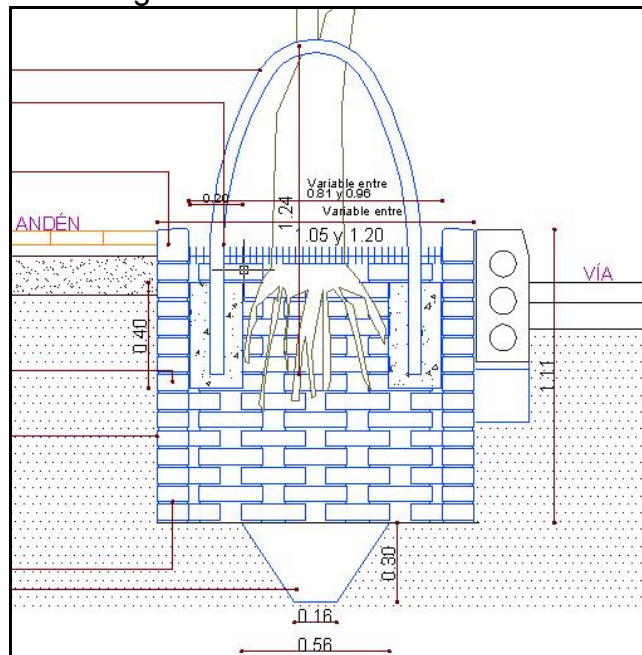 Variable entre
0.81 y 0.96
0.20
Variable entre
1.24
1.05 y 1.20
ANDÉN
VÍA
0.40
1.11
0.30
0.16
0.56